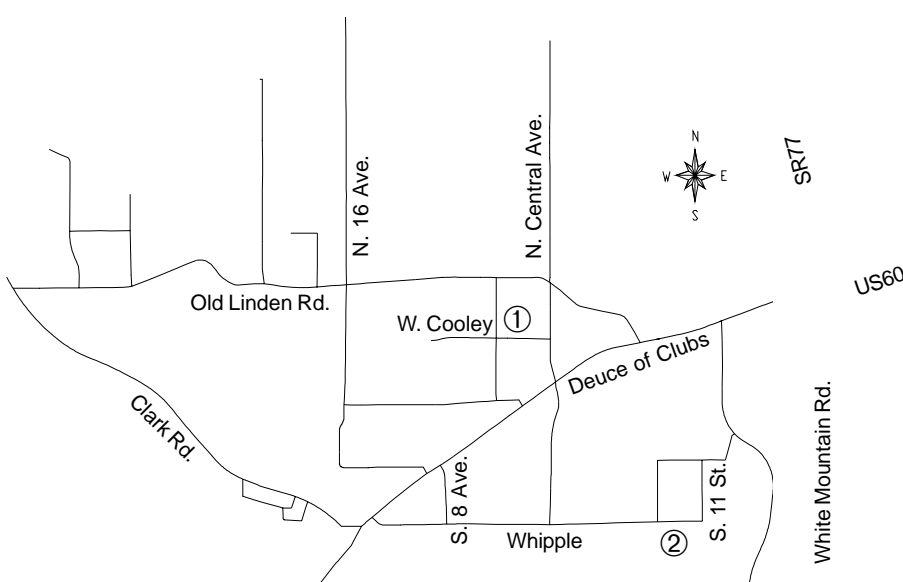 N. 16 Ave.
N. Central Ave.
N
W
E
S
SR77
US60
Old Linden Rd.
W. Cooley ①
Deuce of Clubs
Clark Rd.
White Mountain Rd.
S. 8 Ave.
S. 11 St.
Whipple
②